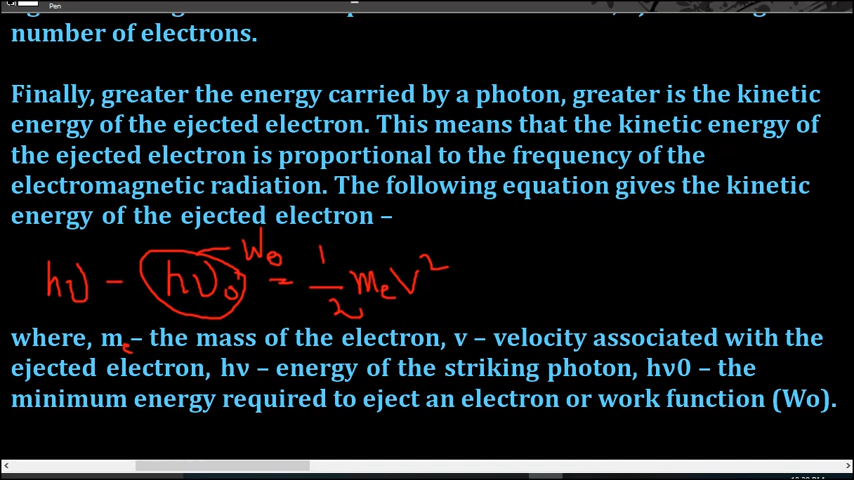 Pen
number of electrons.
Finally, greater the energy carried by a photon, greater is the kinetic
energy of the ejected electron. This means that the kinetic energy of
the ejected electron is proportional to the frequency of the
electromagnetic radiation. The following equation gives the kinetic
energy of the ejected electron –
W₀
hν – hν₀ = 1/2 mₑv²
where, mₑ– the mass of the electron, v – velocity associated with the
ejected electron, hν – energy of the striking photon, hν0 – the
minimum energy required to eject an electron or work function (Wo).